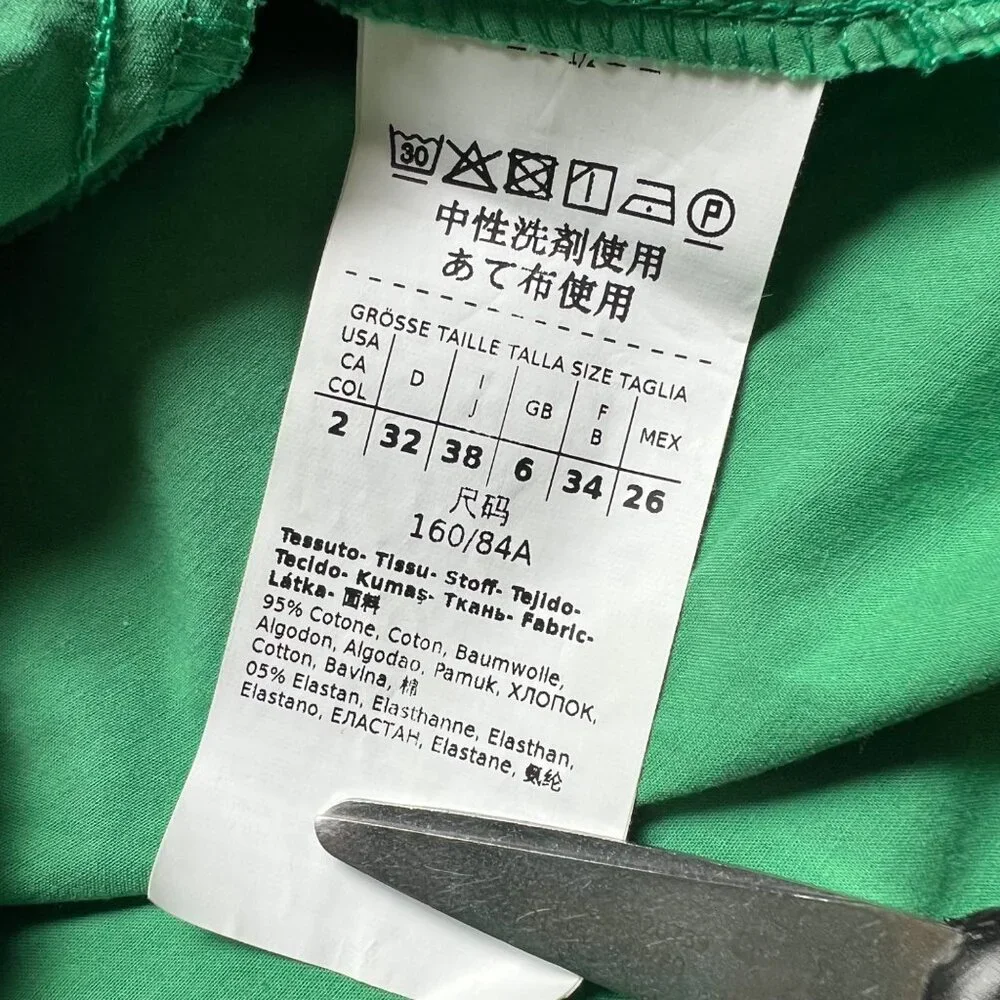 30 P
中性洗剤使用
あて布使用
GRÖSSE TAILLE TALLA SIZE TAGLIA
USA CA COL D I J GB F B MEX
2 32 38 6 34 26
尺码
160/84A
Tessuto- Tissu- Stoff- Tejido-
Tecido- Kumaş- Ткань- Fabric-
Látka- 面料
95% Cotone, Coton, Baumwolle,
Algodon, Algodao, Pamuk, ХЛОПОК,
Cotton, Bavlna, 棉
05% Elastan, Elasthanne, Elasthan,
Elastano, ЕЛАСТАН, Elastane, 氨纶